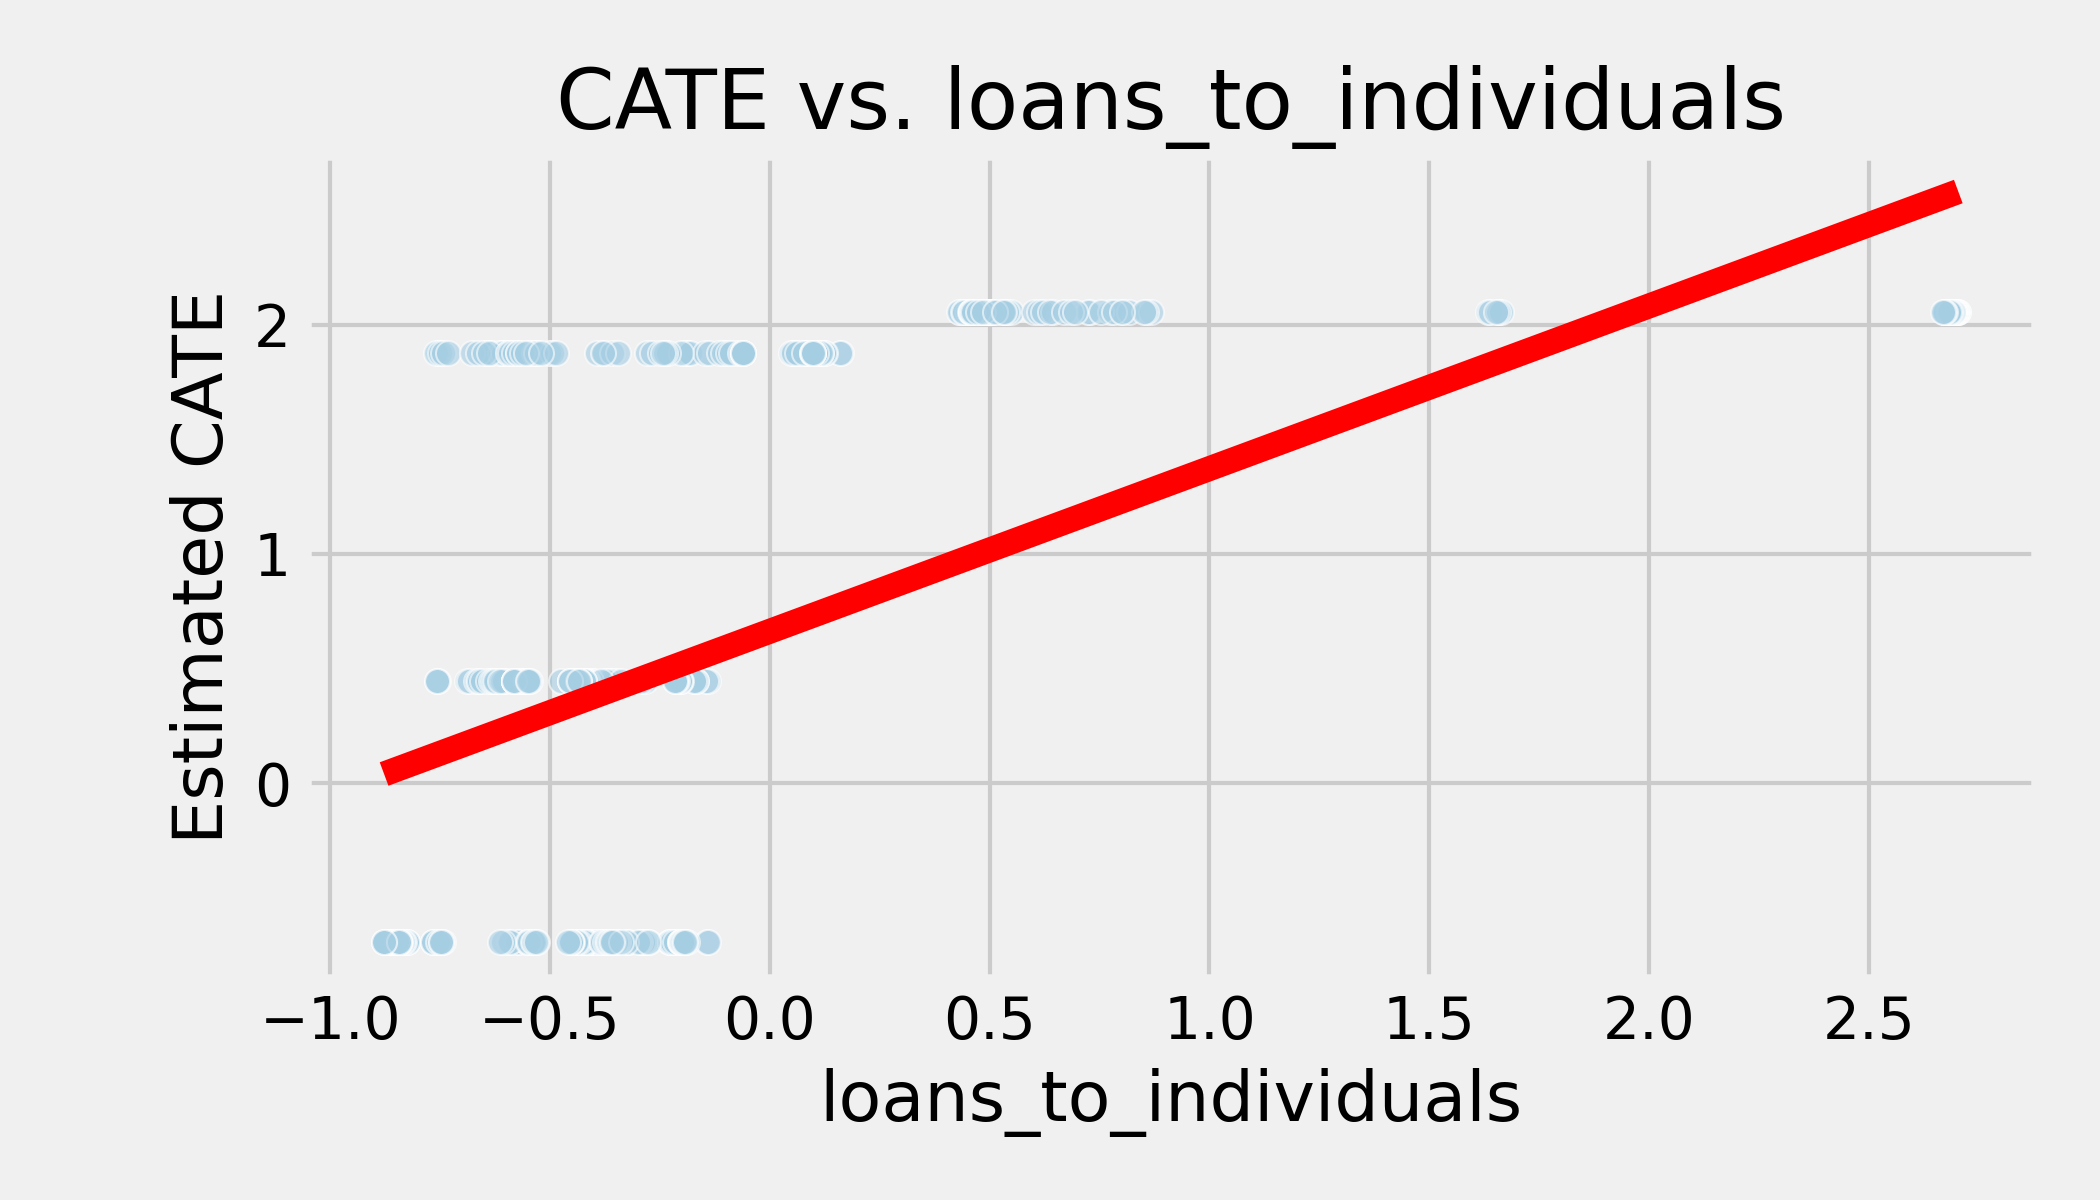 CATE vs. loans_to_individuals
Estimated CATE
2
1
0
−1.0 −0.5 0.0 0.5 1.0 1.5 2.0 2.5
loans_to_individuals